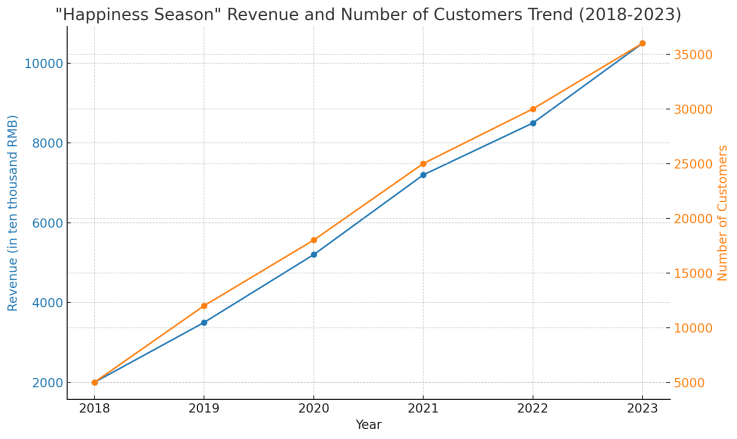 "Happiness Season" Revenue and Number of Customers Trend (2018-2023)
Revenue (in ten thousand RMB)
10000
8000
6000
4000
2000
35000
30000
25000
20000
15000
10000
5000
Number of Customers
2018 2019 2020 2021 2022 2023
Year